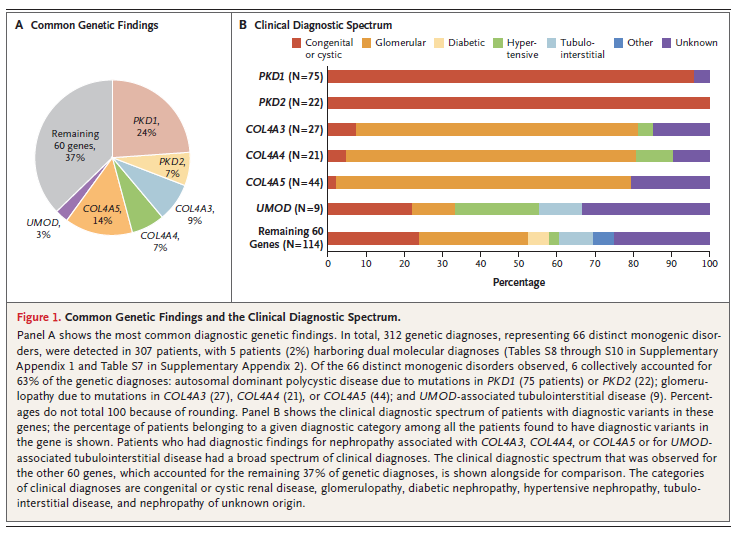 A Common Genetic Findings
PKD1,
24%
PKD2,
7%
COL4A3,
9%
COL4A4,
7%
COL4A5,
14%
UMOD,
3%
Remaining
60 genes,
37%
B Clinical Diagnostic Spectrum
Congenital or cystic
Glomerular
Diabetic
Hyper-
tensive
Tubulo-
interstitial
Other
Unknown
PKD1 (N=75)
PKD2 (N=22)
COL4A3 (N=27)
COL4A4 (N=21)
COL4A5 (N=44)
UMOD (N=9)
Remaining 60
Genes (N=114)
0 10 20 30 40 50 60 70 80 90 100
Percentage
Figure 1. Common Genetic Findings and the Clinical Diagnostic Spectrum.
Panel A shows the most common diagnostic genetic findings. In total, 312 genetic diagnoses, representing 66 distinct monogenic disor-
ders, were detected in 307 patients, with 5 patients (2%) harboring dual molecular diagnoses (Tables S8 through S10 in Supplementary
Appendix 1 and Table S7 in Supplementary Appendix 2). Of the 66 distinct monogenic disorders observed, 6 collectively accounted for
63% of the genetic diagnoses: autosomal dominant polycystic disease due to mutations in PKD1 (75 patients) or PKD2 (22); glomeru-
lopathy due to mutations in COL4A3 (27), COL4A4 (21), or COL4A5 (44); and UMOD-associated tubulointerstitial disease (9). Percent-
ages do not total 100 because of rounding. Panel B shows the clinical diagnostic spectrum of patients with diagnostic variants in these
genes; the percentage of patients belonging to a given diagnostic category among all the patients found to have diagnostic variants in
the gene is shown. Patients who had diagnostic findings for nephropathy associated with COL4A3, COL4A4, or COL4A5 or for UMOD-
associated tubulointerstitial disease had a broad spectrum of clinical diagnoses. The clinical diagnostic spectrum that was observed for
the other 60 genes, which accounted for the remaining 37% of genetic diagnoses, is shown alongside for comparison. The categories
of clinical diagnoses are congenital or cystic renal disease, glomerulopathy, diabetic nephropathy, hypertensive nephropathy, tubulo-
interstitial disease, and nephropathy of unknown origin.